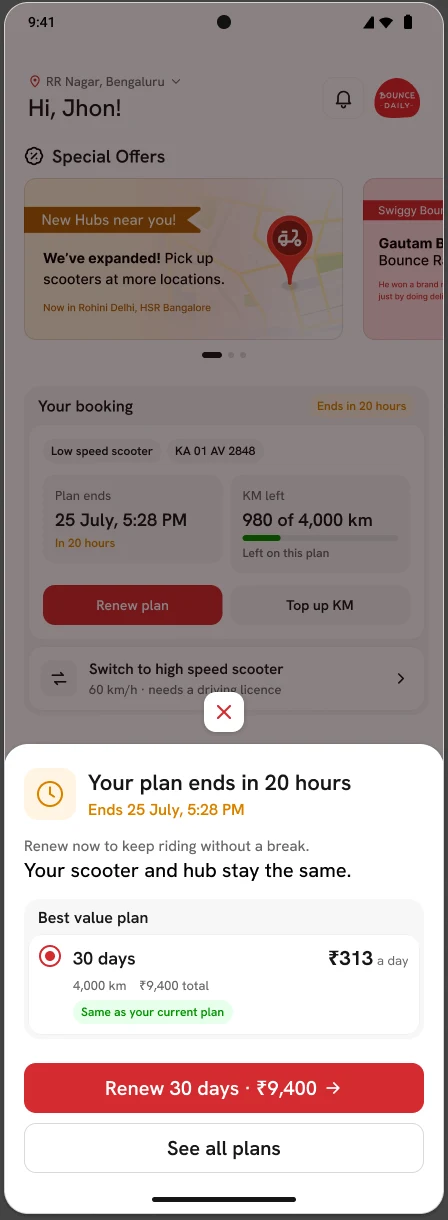 9:41
RR Nagar, Bengaluru
Hi, Jhon!
BOUNCE
DAILY
Special Offers
New Hubs near you!
We've expanded! Pick up
scooters at more locations.
Now in Rohini Delhi, HSR Bangalore
Swiggy Boun
Gautam B
Bounce R
He won a brand n
just by doing deli
Your booking
Ends in 20 hours
Low speed scooter
KA 01 AV 2848
Plan ends
25 July, 5:28 PM
In 20 hours
KM left
980 of 4,000 km
Left on this plan
Renew plan
Top up KM
Switch to high speed scooter
60 km/h · needs a driving licence
Your plan ends in 20 hours
Ends 25 July, 5:28 PM
Renew now to keep riding without a break.
Your scooter and hub stay the same.
Best value plan
30 days
₹313 a day
4,000 km ₹9,400 total
Same as your current plan
Renew 30 days · ₹9,400 →
See all plans